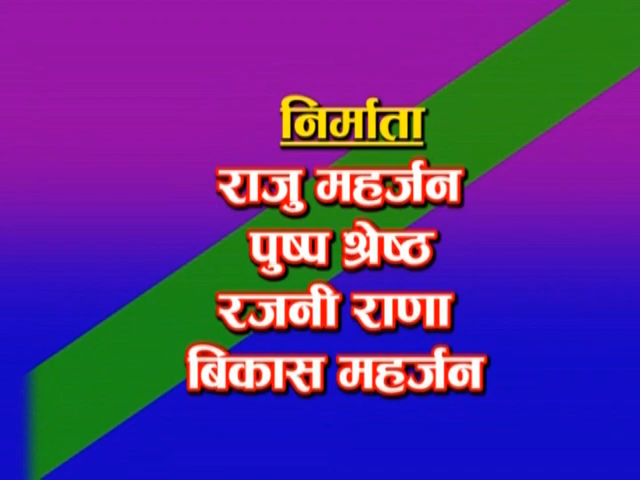 निर्माता
राजु महर्जन
पुष्प श्रेष्ठ
रजनी राणा
बिकास महर्जन